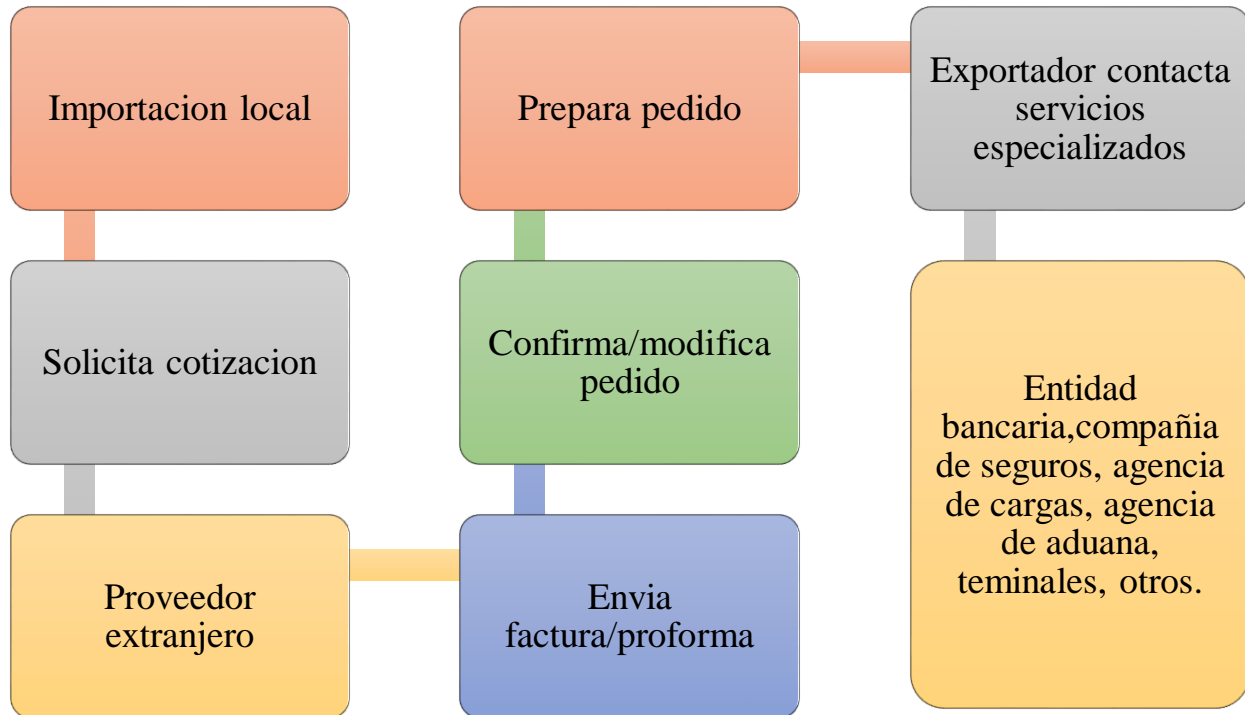 Importacion local
Solicita cotizacion
Proveedor
extranjero
Envia
factura/proforma
Confirma/modifica
pedido
Prepara pedido
Exportador contacta
servicios
especializados
Entidad
bancaria,compañia
de seguros, agencia
de cargas, agencia
de aduana,
teminales, otros.